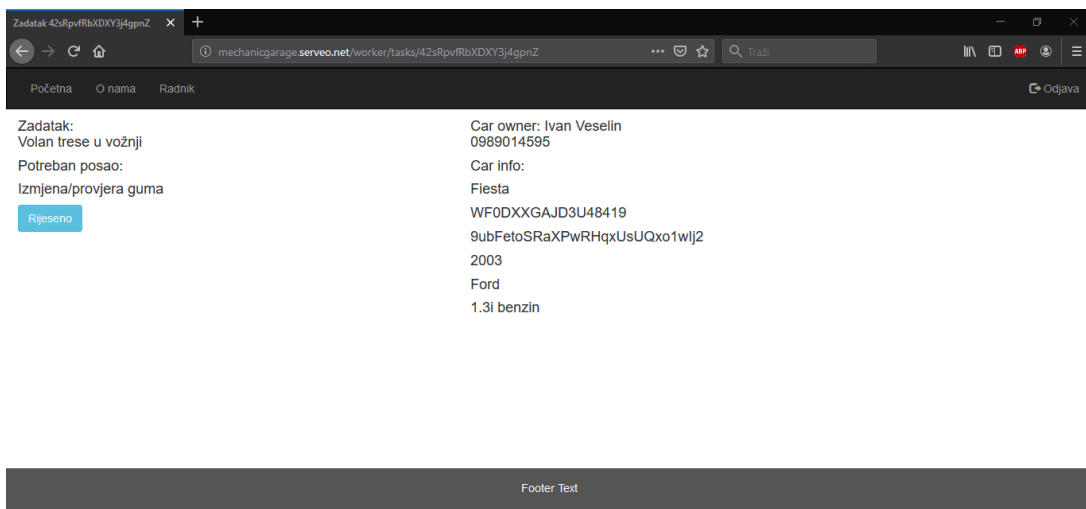 Zadatak 42sRpvfRbXDXY3j4gpnZ
mechanicgarage.serveo.net/worker/tasks/42sRpvfRbXDXY3j4gpnZ
Traži
ABP
Početna O nama Radnik Odjava
Zadatak:
Volan trese u vožnji
Potreban posao:
Izmjena/provjera guma
Rijeseno
Car owner: Ivan Veselin
0989014595
Car info:
Fiesta
WF0DXXGAJD3U48419
9ubFetoSRaXPwRHqxUsUQxo1wIj2
2003
Ford
1.3i benzin
Footer Text